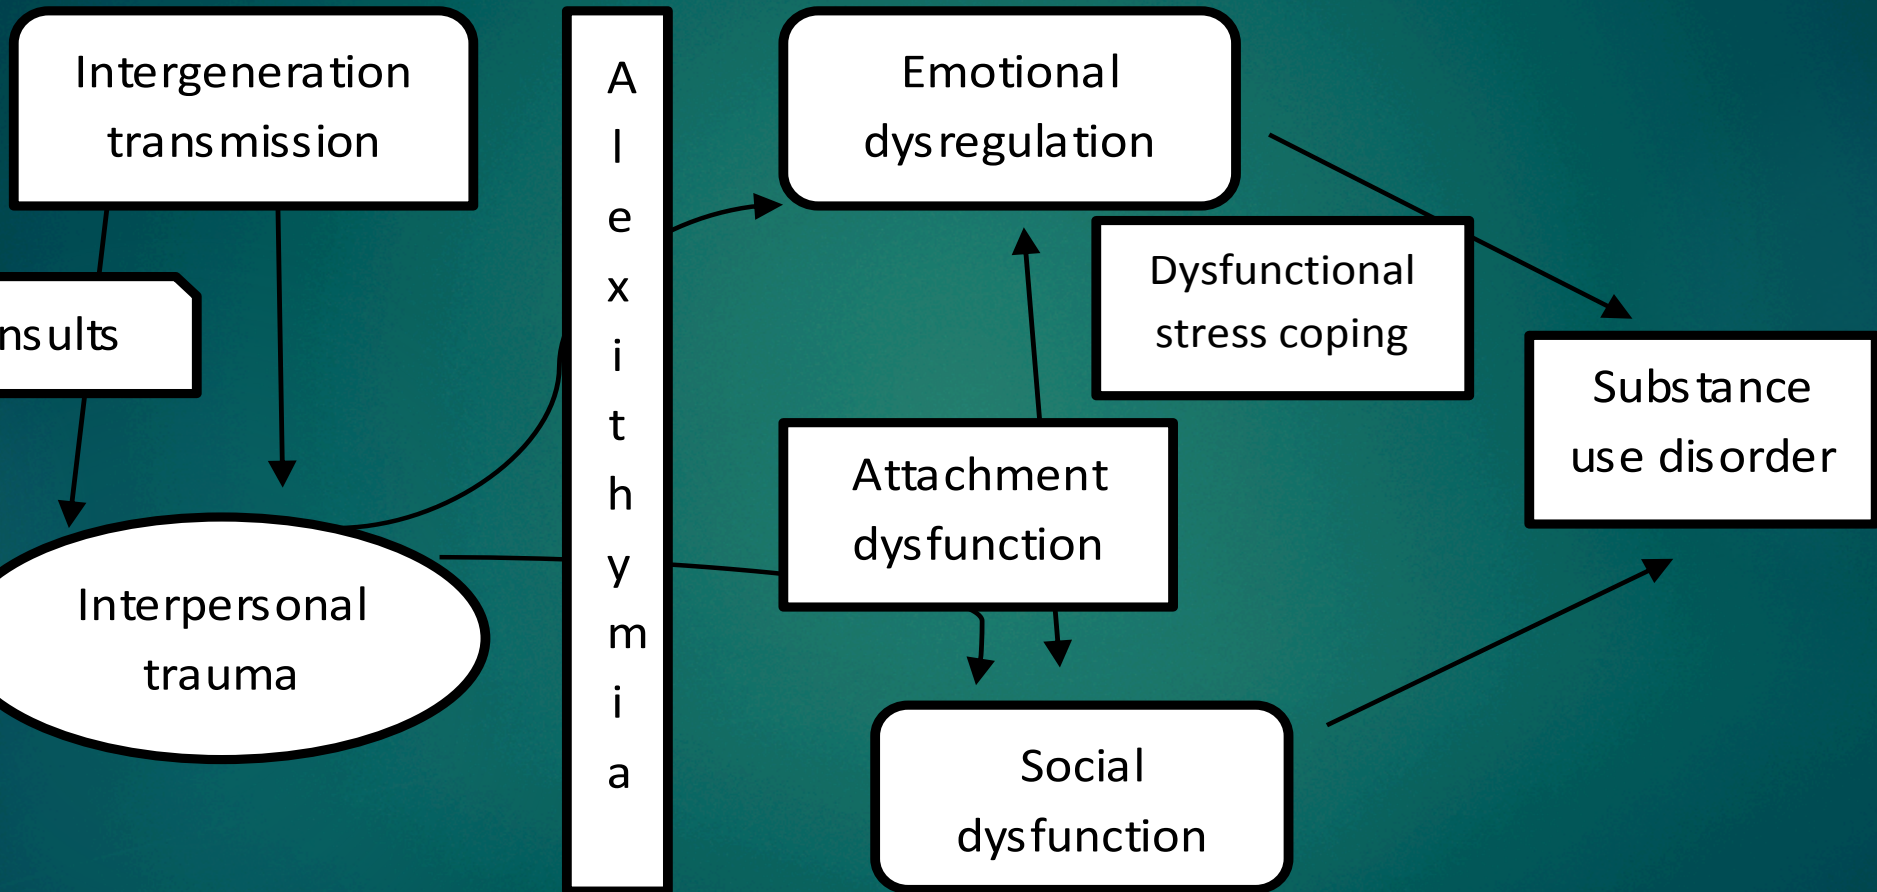 Intergeneration
transmission
nsults
Interpersonal
trauma
A
l
e
x
i
t
h
y
m
i
a
Emotional
dysregulation
Dysfunctional
stress coping
Attachment
dysfunction
Social
dysfunction
Substance
use disorder